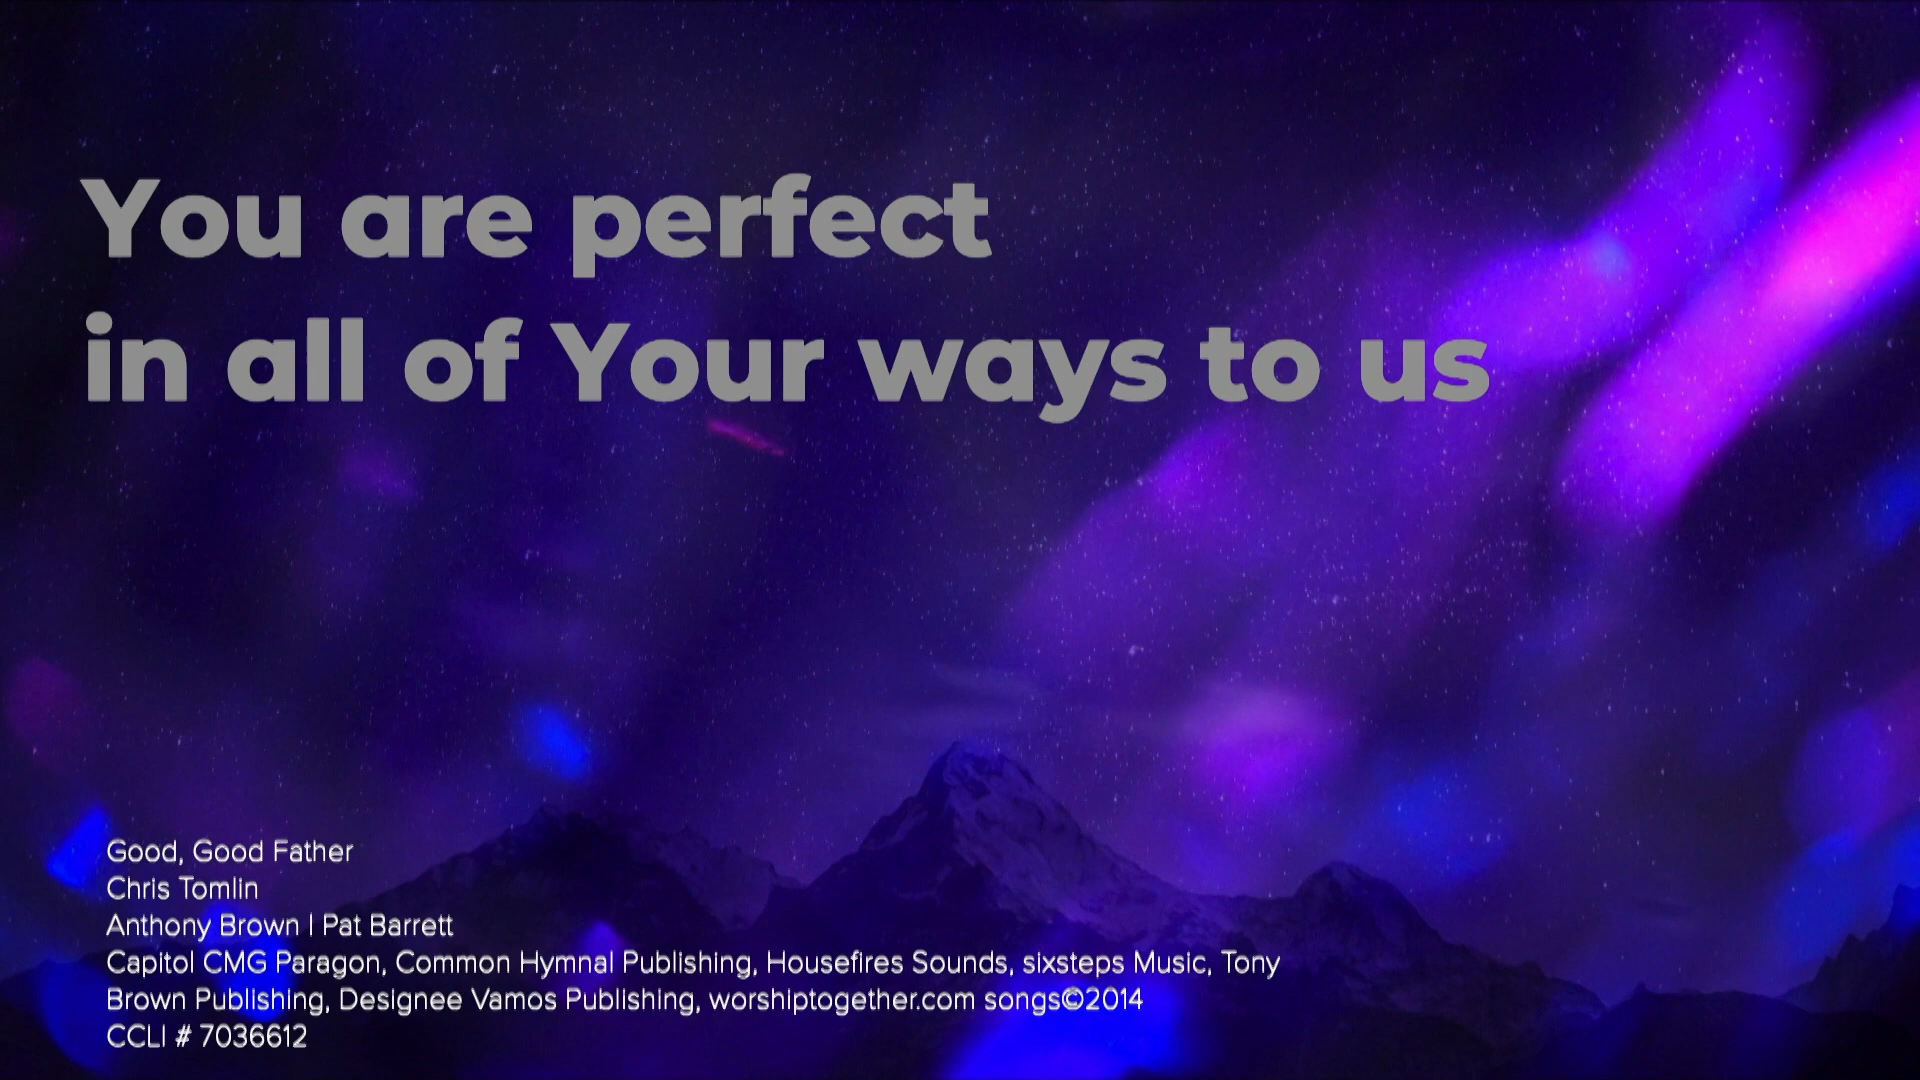 You are perfect
in all of Your ways to us
Good, Good Father
Chris Tomlin
Anthony Brown | Pat Barrett
Capitol CMG Paragon, Common Hymnal Publishing, Housefires Sounds, sixsteps Music, Tony
Brown Publishing, Designee Vamos Publishing, worshiptogether.com songs©2014
CCLI # 7036612